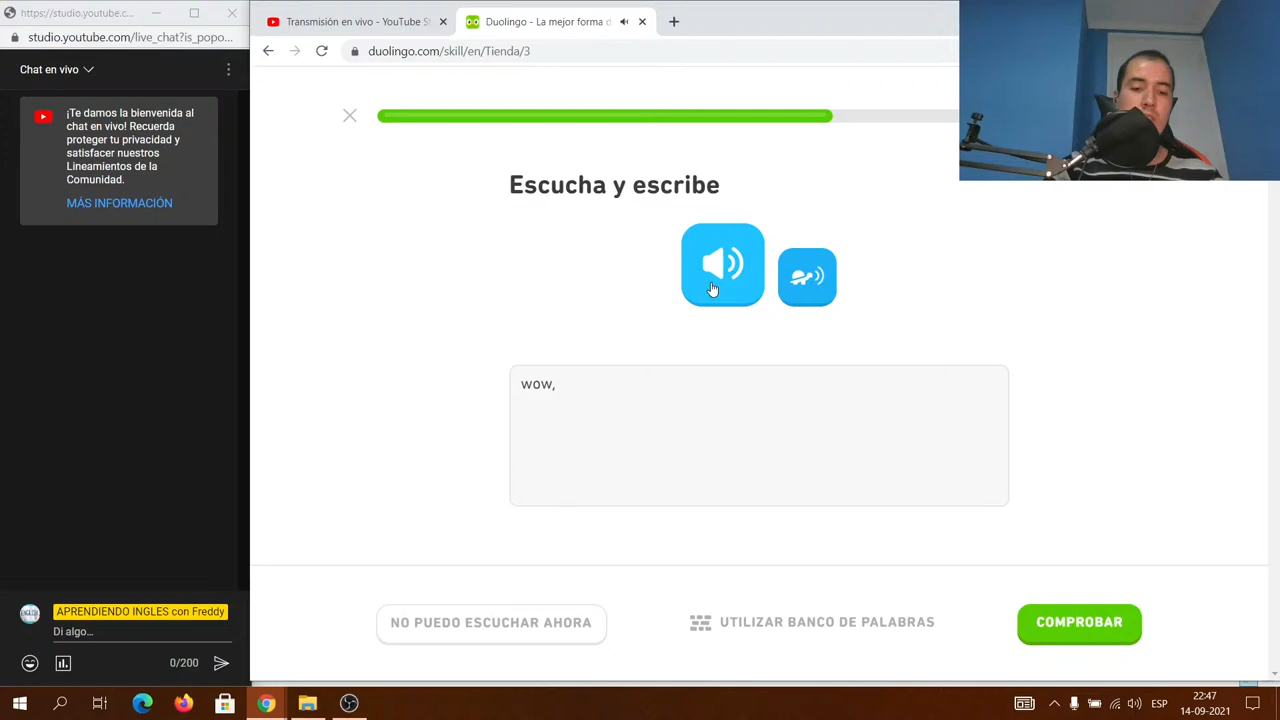 https://studio.youtube.com/live_chat?is_popo...
studio.youtube.com/live_chat?is_popo...
Chat en vivo
¡Te damos la bienvenida al
chat en vivo! Recuerda
proteger tu privacidad y
satisfacer nuestros
Lineamientos de la
Comunidad.
MÁS INFORMACIÓN
APRENDIENDO INGLES con Freddy
Di algo...
0/200
Transmisión en vivo - YouTube S
Duolingo - La mejor forma d
duolingo.com/skill/en/Tienda/3
Escucha y escribe
wow,
NO PUEDO ESCUCHAR AHORA
UTILIZAR BANCO DE PALABRAS
COMPROBAR
ESP
22:47
14-09-2021